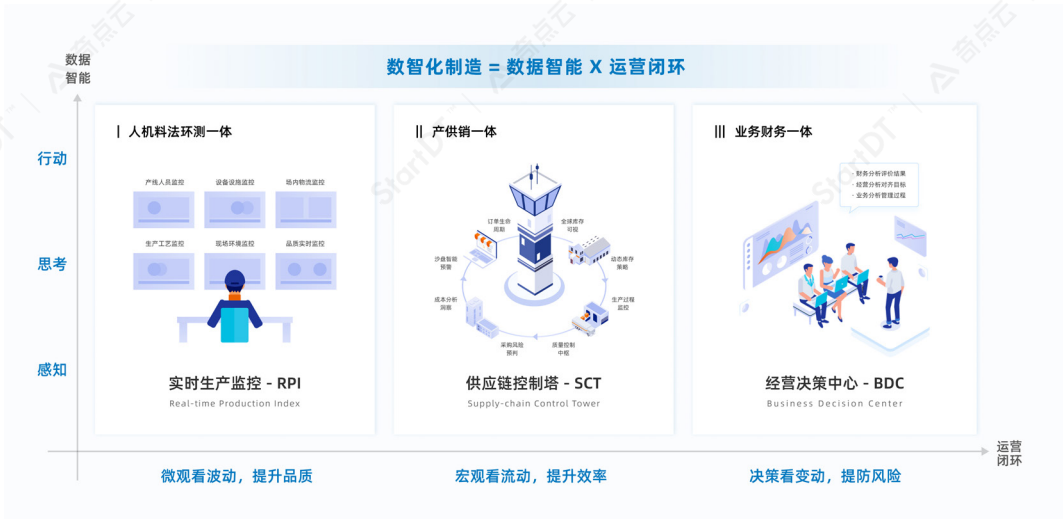 数据
智能
数智化制造 = 数据智能 X 运营闭环
行动
思考
感知
| 人机料法环测一体
产线人员监控
设备设施监控
场内物流监控
生产工艺监控
现场环境监控
品质实时监控
实时生产监控 - RPI
Real-time Production Index
|| 产供销一体
订单生命
周期
全球库存
可视
沙盘智能
预警
动态库存
策略
成本分析
洞察
生产过程
监控
采购风险
预判
质量控制
中枢
供应链控制塔 - SCT
Supply-chain Control Tower
||| 业务财务一体
· 财务分析评价结果
· 经营分析对齐目标
· 业务分析管理过程
经营决策中心 - BDC
Business Decision Center
运营
闭环
微观看波动，提升品质
宏观看流动，提升效率
决策看变动，提防风险
奇点云
StartDT
奇点云
StartDT
奇点云